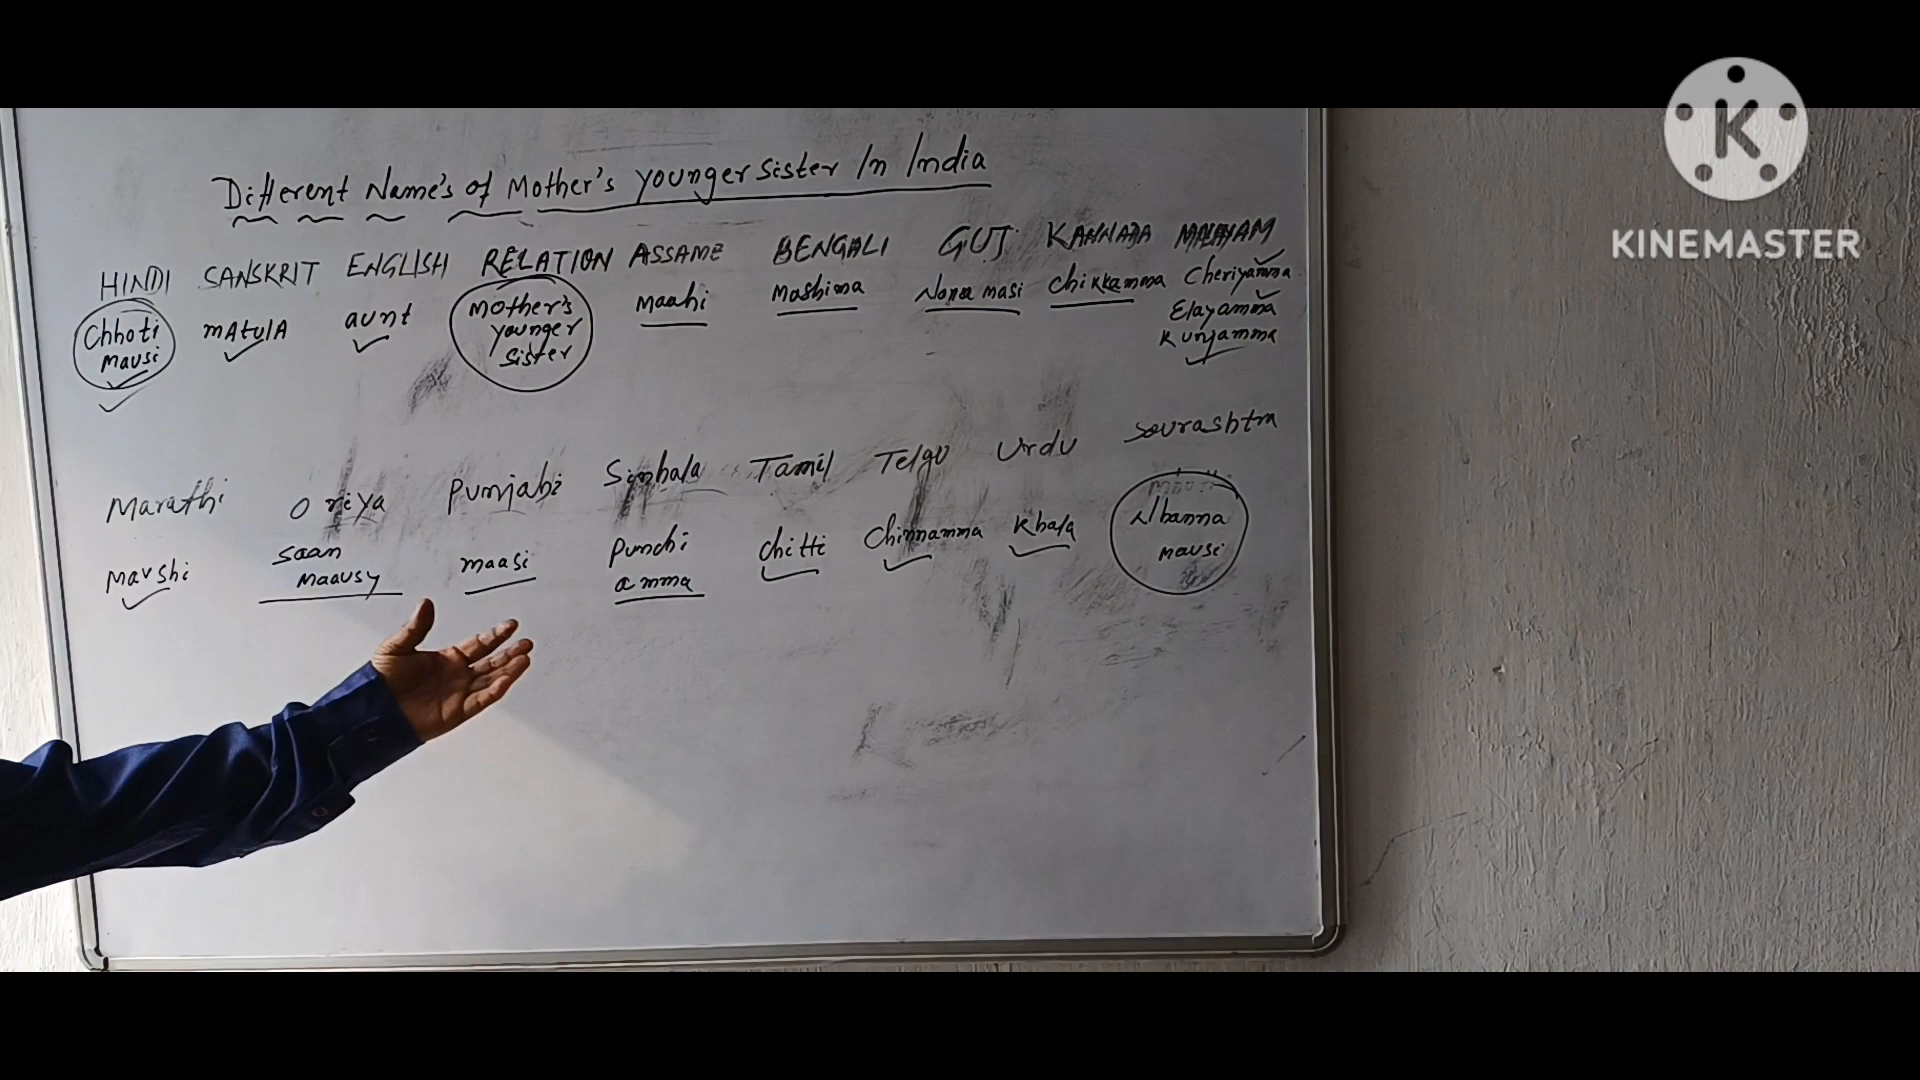 Different Name's of Mother's younger sister In India
HINDI SANSKRIT ENGLISH RELATION ASSAME BENGALI GUJ KANNADA
Chhoti mausi
mAtulA
aunt
Mother's younger sister
Maahi
Mashima
masi
Chikkamma
Cheriyamma
Elayamma
Kunjamma
Marathi Oriya Punjabi Sinhala Tamil Telgu Urdu Sourashtra
Mavshi
Saan
Maausy
maasi
Punchi
amma
Chitti
Chinnamma
Khala
Nhanna
mausi
K
KINEMASTER